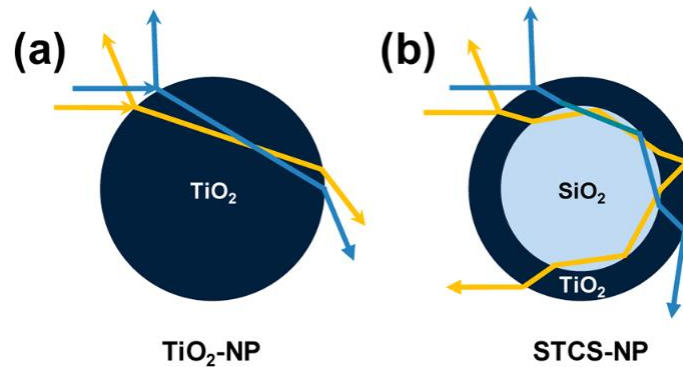 (a)
(b)
TiO₂
SiO₂
TiO₂
TiO₂-NP
STCS-NP